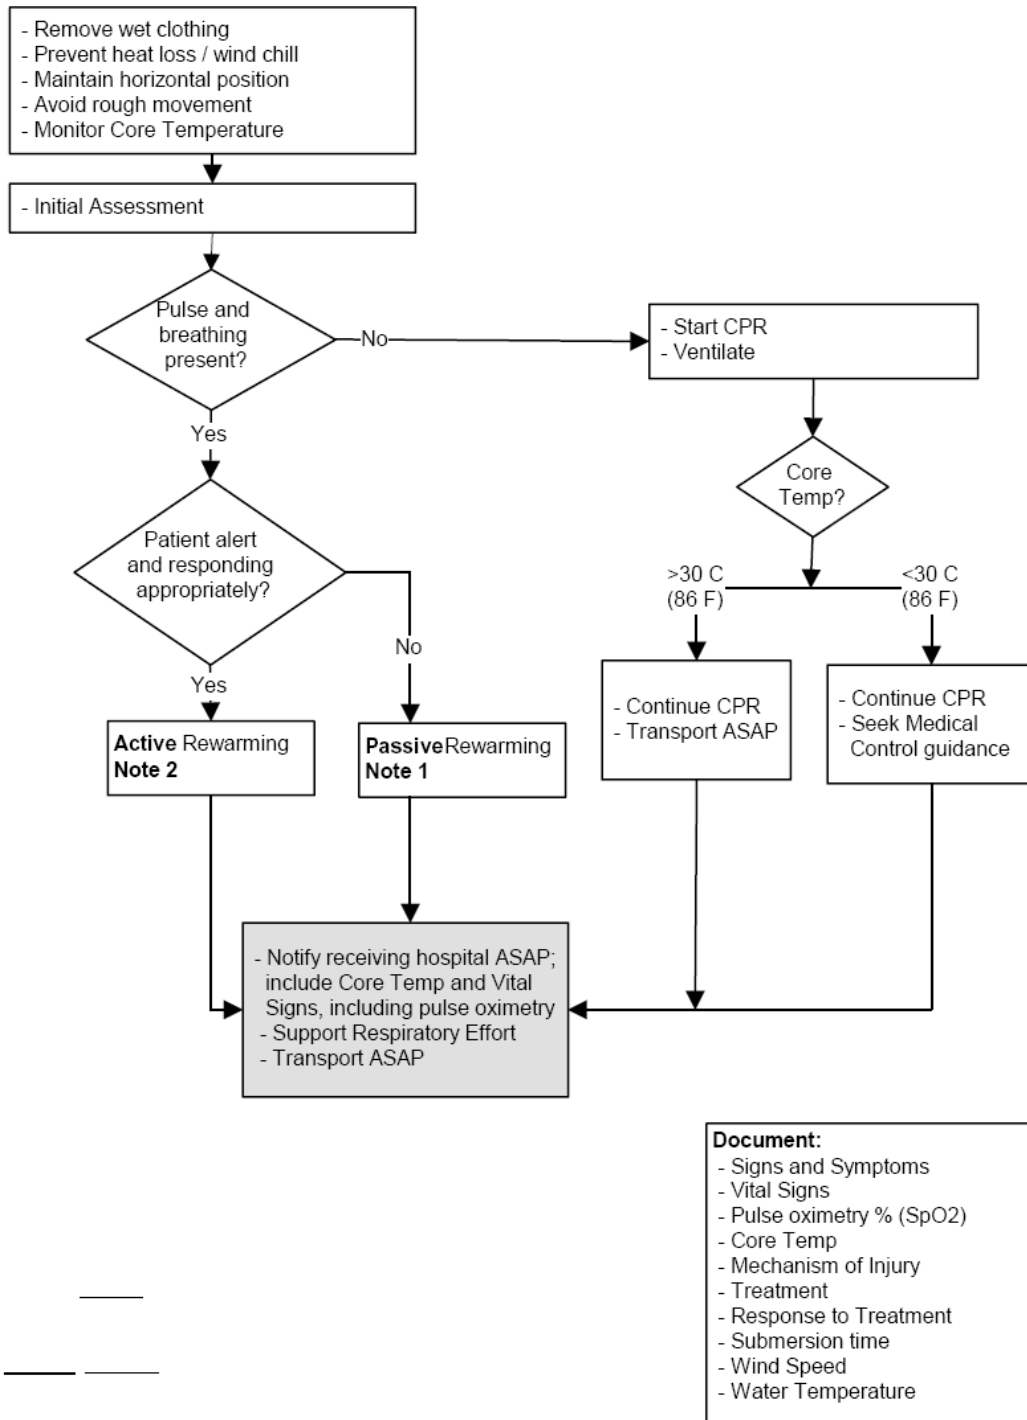 - Remove wet clothing
- Prevent heat loss / wind chill
- Maintain horizontal position
- Avoid rough movement
- Monitor Core Temperature
- Initial Assessment
Pulse and
breathing
present?
No
- Start CPR
- Ventilate
Yes
Core
Temp?
Patient alert
and responding
appropriately?
>30 C
(86 F)
<30 C
(86 F)
No
Yes
- Continue CPR
- Transport ASAP
- Continue CPR
- Seek Medical
Control guidance
Active Rewarming
Note 2
Passive Rewarming
Note 1
- Notify receiving hospital ASAP;
include Core Temp and Vital
Signs, including pulse oximetry
- Support Respiratory Effort
- Transport ASAP
Document:
- Signs and Symptoms
- Vital Signs
- Pulse oximetry % (SpO2)
- Core Temp
- Mechanism of Injury
- Treatment
- Response to Treatment
- Submersion time
- Wind Speed
- Water Temperature